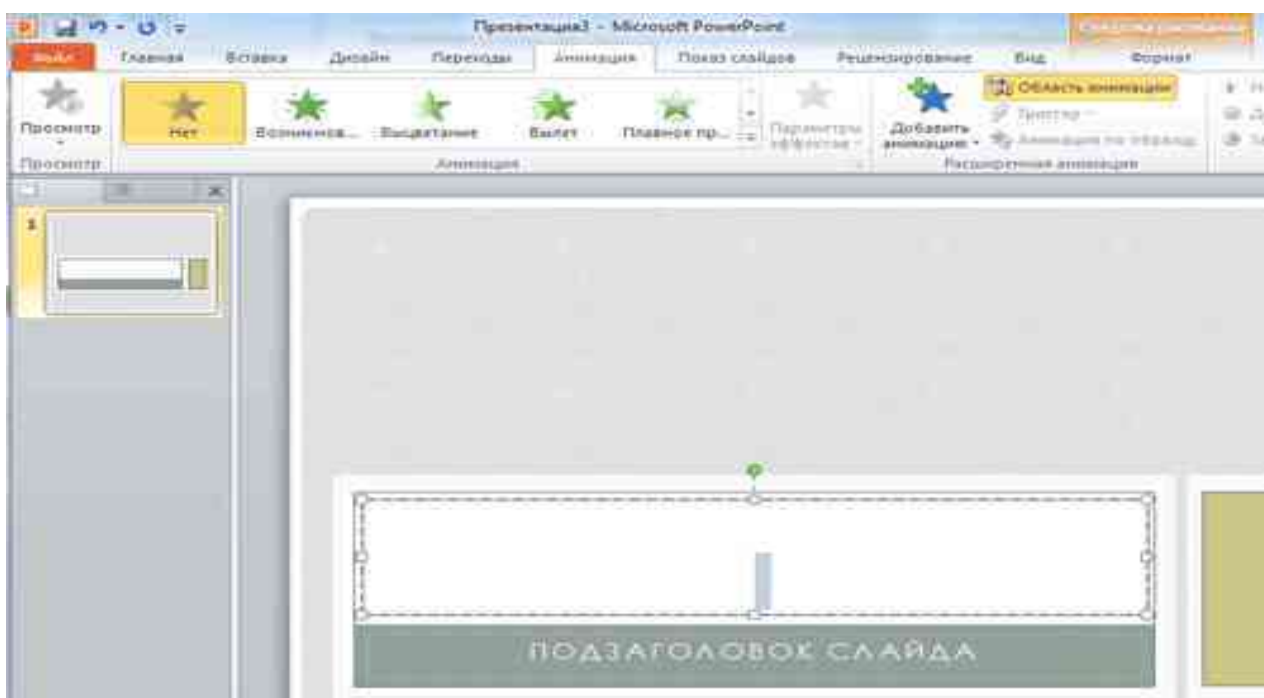 Презентация3 - Microsoft PowerPoint
Файл Главная Вставка Дизайн Переходы Анимация Показ слайдов Рецензирование Вид Формат
Просмотр Нет Возникнов... Выцветание Вылет Плавное пр... Параметры эффектов Добавить анимацию Область анимации
Триггер
Анимация по образцу
Просмотр Анимация Расширенная анимация
1
ПОДЗАГОЛОВОК СЛАЙДА